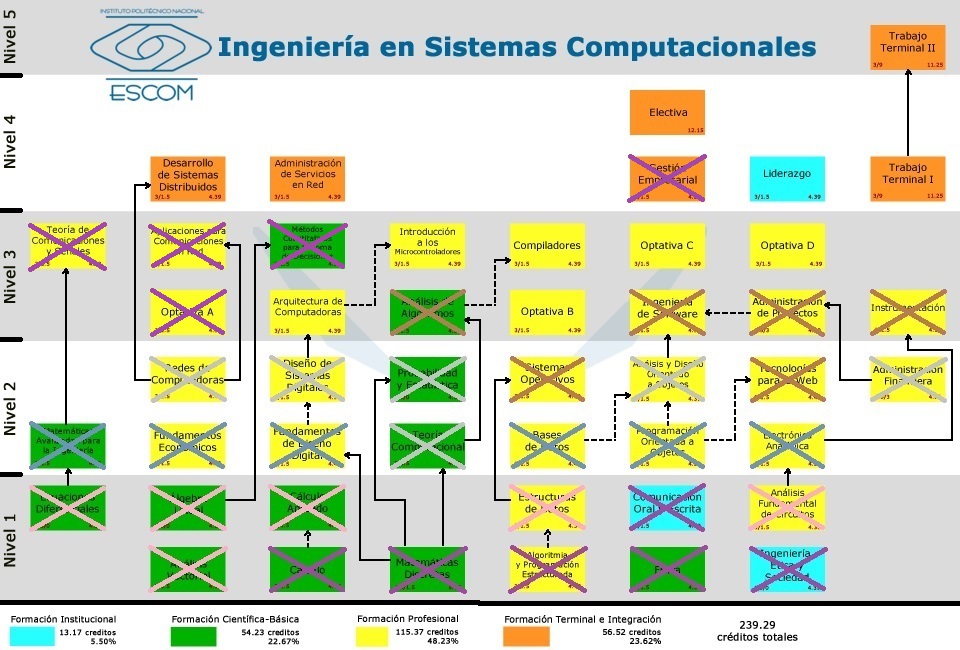 INSTITUTO POLITÉCNICO NACIONAL
ESCOM
Ingeniería en Sistemas Computacionales
Nivel 5
Trabajo
Terminal II
3/9 11.25
Nivel 4
Electiva
12.15
Desarrollo
de Sistemas
Distribuidos
3/1.5 4.39
Administración
de Servicios
en Red
3/1.5 4.39
Gestión
Empresarial
Liderazgo
3/1.5 4.39
Trabajo
Terminal I
3/9 11.25
Nivel 3
Teoría de
Comunicaciones
y Señales
Aplicaciones para
Comunicaciones
en Red
Métodos
Cuantitativos
para
Introducción
a los
Microcontroladores
3/1.5 4.39
Compiladores
3/1.5 4.39
Optativa C
3/1.5 4.39
Optativa D
3/1.5 4.39
Optativa A
Arquitectura de
Computadoras
3/1.5 4.39
Análisis de
Algoritmos
Optativa B
3/1.5 4.39
Ingeniería
de Software
Administración
de Proyectos
Instrumentación
Nivel 2
Redes de
Computadoras
Diseño de
Sistemas
Digitales
Probabilidad
y Estadística
Sistemas
Operativos
Análisis y Diseño
Orientado
a Objetos
Tecnologías
para la Web
Administración
Financiera
Matemáticas
Avanzadas para
la Ingeniería
Fundamentos
Económicos
Fundamentos
de Diseño
Digital
Teoría
Computacional
Bases
de Datos
Programación
Orientada a
Objetos
Electrónica
Analógica
Nivel 1
Ecuaciones
Diferenciales
Álgebra
Lineal
Cálculo
Aplicado
Estructuras
de Datos
Comunicación
Oral y Escrita
Análisis
Fundamental
de Circuitos
Análisis
Vectorial
Cálculo
Matemáticas
Discretas
Algoritmia
y Programación
Estructurada
Física
Ingeniería
Ética y
Sociedad
Formación Institucional
13.17 creditos
5.50%
Formación Científica-Básica
54.23 creditos
22.67%
Formación Profesional
115.37 creditos
48.23%
Formación Terminal e Integración
56.52 creditos
23.62%
239.29
créditos totales